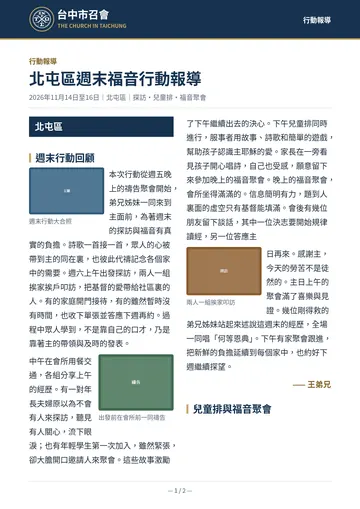 台中市召會
THE CHURCH IN TAICHUNG
行動報導
行動報導
北屯區週末福音行動報導
2026年11月14日至16日｜北屯區｜探訪・兒童排・福音聚會
北屯區
週末行動回顧
週末行動大合照
本次行動從週五晚
上的禱告聚會開始，
弟兄姊妹一同來到
主面前，為著週末
的探訪與福音有真
實的負擔。詩歌一首接一首，眾人的心被
帶到主的同在裏，也彼此代禱記念各個家
中的需要。週六上午出發探訪，兩人一組
挨家挨戶叩訪，把基督的愛帶給社區裏的
人。有的家庭開門接待，有的雖然暫時沒
有時間，也收下單張並答應下週再約。過
程中眾人學到，不是靠自己的口才，乃是
靠著主的帶領與及時的發表。
中午在會所用餐交
通，各組分享上午
的經歷。有一對年
長夫婦原以為不會
有人來探訪，聽見
有人關心，流下眼
出發前在會所前一同禱告
淚；也有年輕學生第一次加入，雖然緊張，
卻大膽開口邀請人來聚會。這些故事激勵
了下午繼續出去的決心。下午兒童排同時
進行，服事者用故事、詩歌和簡單的遊戲，
幫助孩子認識主耶穌的愛。家長在一旁看
見孩子開心唱詩，自己也受感，願意留下
來參加晚上的福音聚會。晚上的福音聚會，
會所坐得滿滿的。信息簡明有力，題到人
裏面的虛空只有基督能填滿。會後有幾位
朋友留下談話，其中一位決志要開始規律
讀經，另一位答應主
日再來。感謝主，
今天的勞苦不是徒
然的。主日上午的
聚會滿了喜樂與見
證。幾位剛得救的
兩人一組挨家叩訪
弟兄姊妹站起來述說這週末的經歷，全場
一同唱「何等恩典」。下午有家聚會跟進，
把新鮮的負擔延續到每個家中，也約好下
週繼續探望。
—— 王弟兄
兒童排與福音聚會
— 1 / 2 —